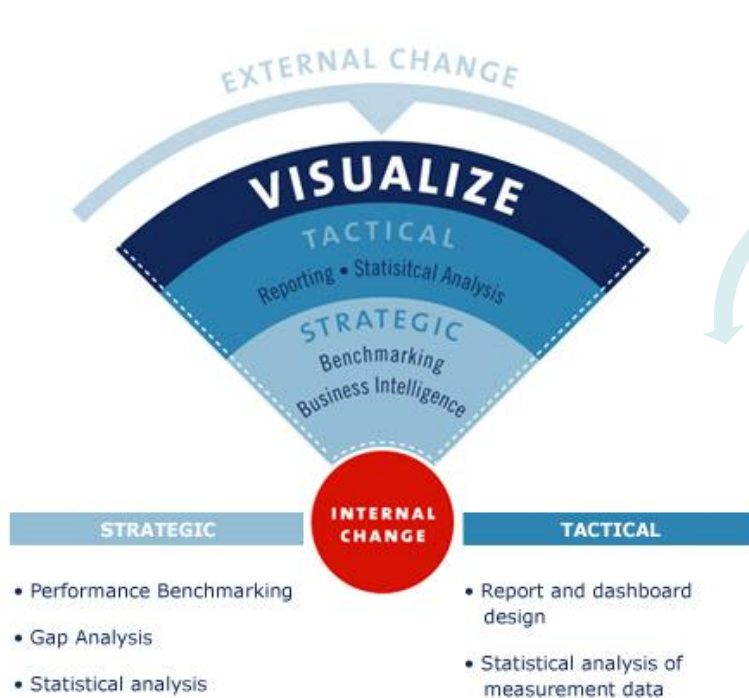 EXTERNAL CHANGE
VISUALIZE
TACTICAL
Reporting • Statisitcal Analysis
STRATEGIC
Benchmarking
Business Intelligence
INTERNAL
CHANGE
STRATEGIC
• Performance Benchmarking
• Gap Analysis
• Statistical analysis
TACTICAL
• Report and dashboard
design
• Statistical analysis of
measurement data